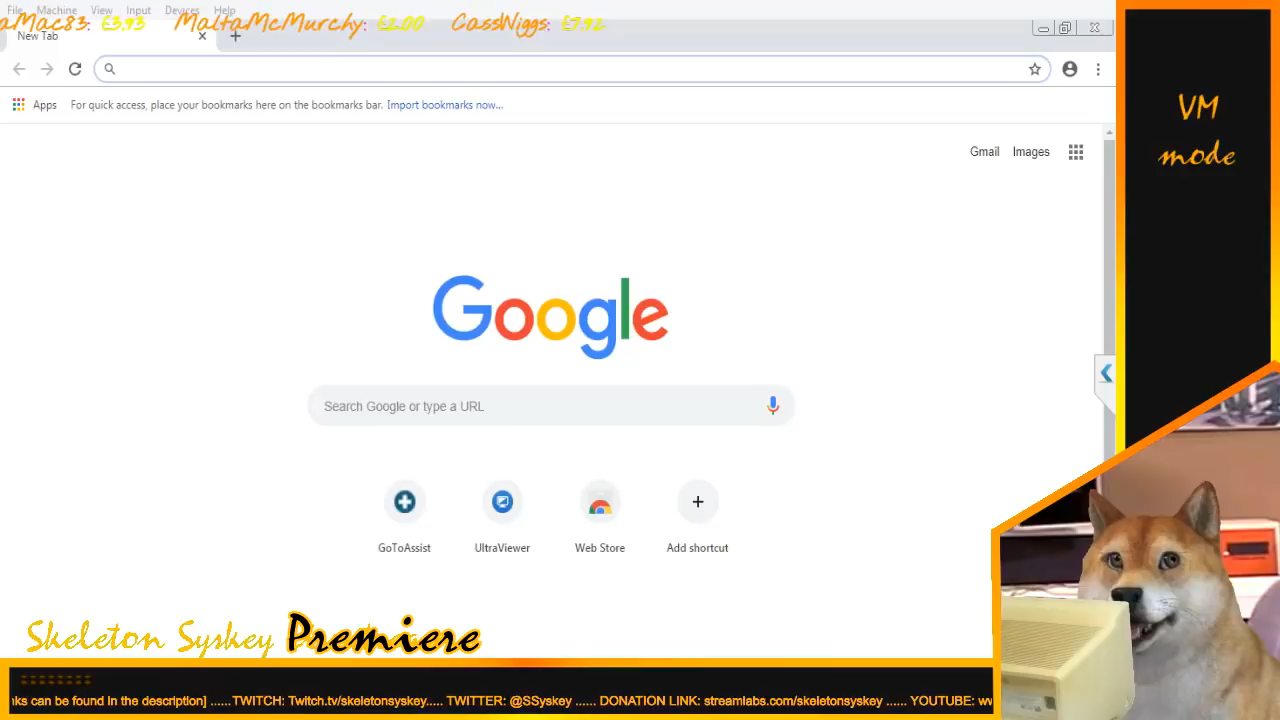 File Machine View Input Devices Help
aMac83: £3.93 MaltaMcMurchy: £2.00 CassWiggs: £7.92
New Tab
Apps For quick access, place your bookmarks here on the bookmarks bar. Import bookmarks now...
VM
mode
Gmail Images
Google
Search Google or type a URL
GoToAssist UltraViewer Web Store Add shortcut
Skeleton Syskey Premiere
nks can be found in the description] ......TWITCH: Twitch.tv/skeletonsyskey..... TWITTER: @SSyskey ...... DONATION LINK: streamlabs.com/skeletonsyskey ...... YOUTUBE: